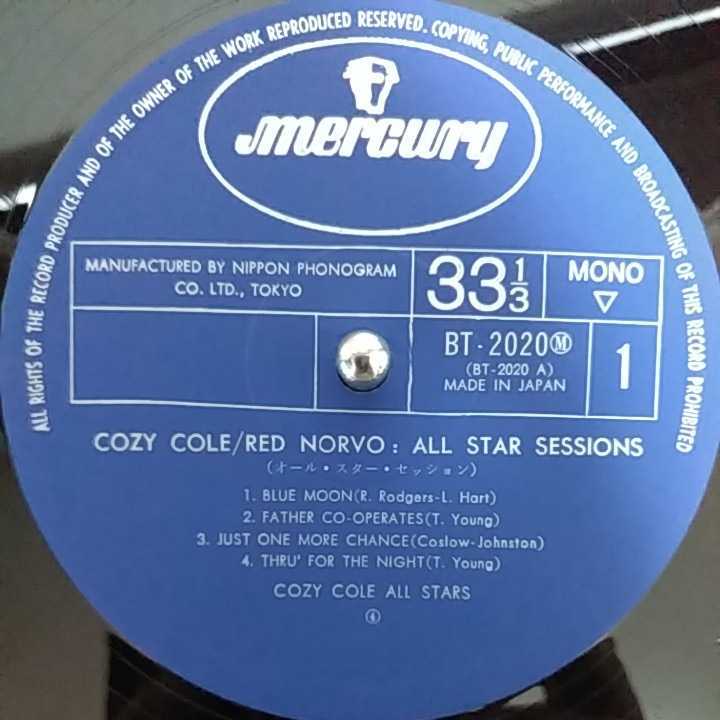 ALL RIGHTS OF THE RECORD PRODUCER AND OF THE OWNER OF THE WORK REPRODUCED RESERVED. COPYING, PUBLIC PERFORMANCE AND BROADCASTING OF THIS RECORD PROHIBITED
mercury
MANUFACTURED BY NIPPON PHONOGRAM
CO. LTD., TOKYO
33 1/3
MONO
▽
BT-2020Ⓜ
(BT-2020 A)
MADE IN JAPAN
1
COZY COLE/RED NORVO : ALL STAR SESSIONS
(オール・スター・セッション)
1. BLUE MOON(R. Rodgers-L. Hart)
2. FATHER CO-OPERATES(T. Young)
3. JUST ONE MORE CHANCE(Coslow-Johnston)
4. THRU' FOR THE NIGHT(T. Young)
COZY COLE ALL STARS
④